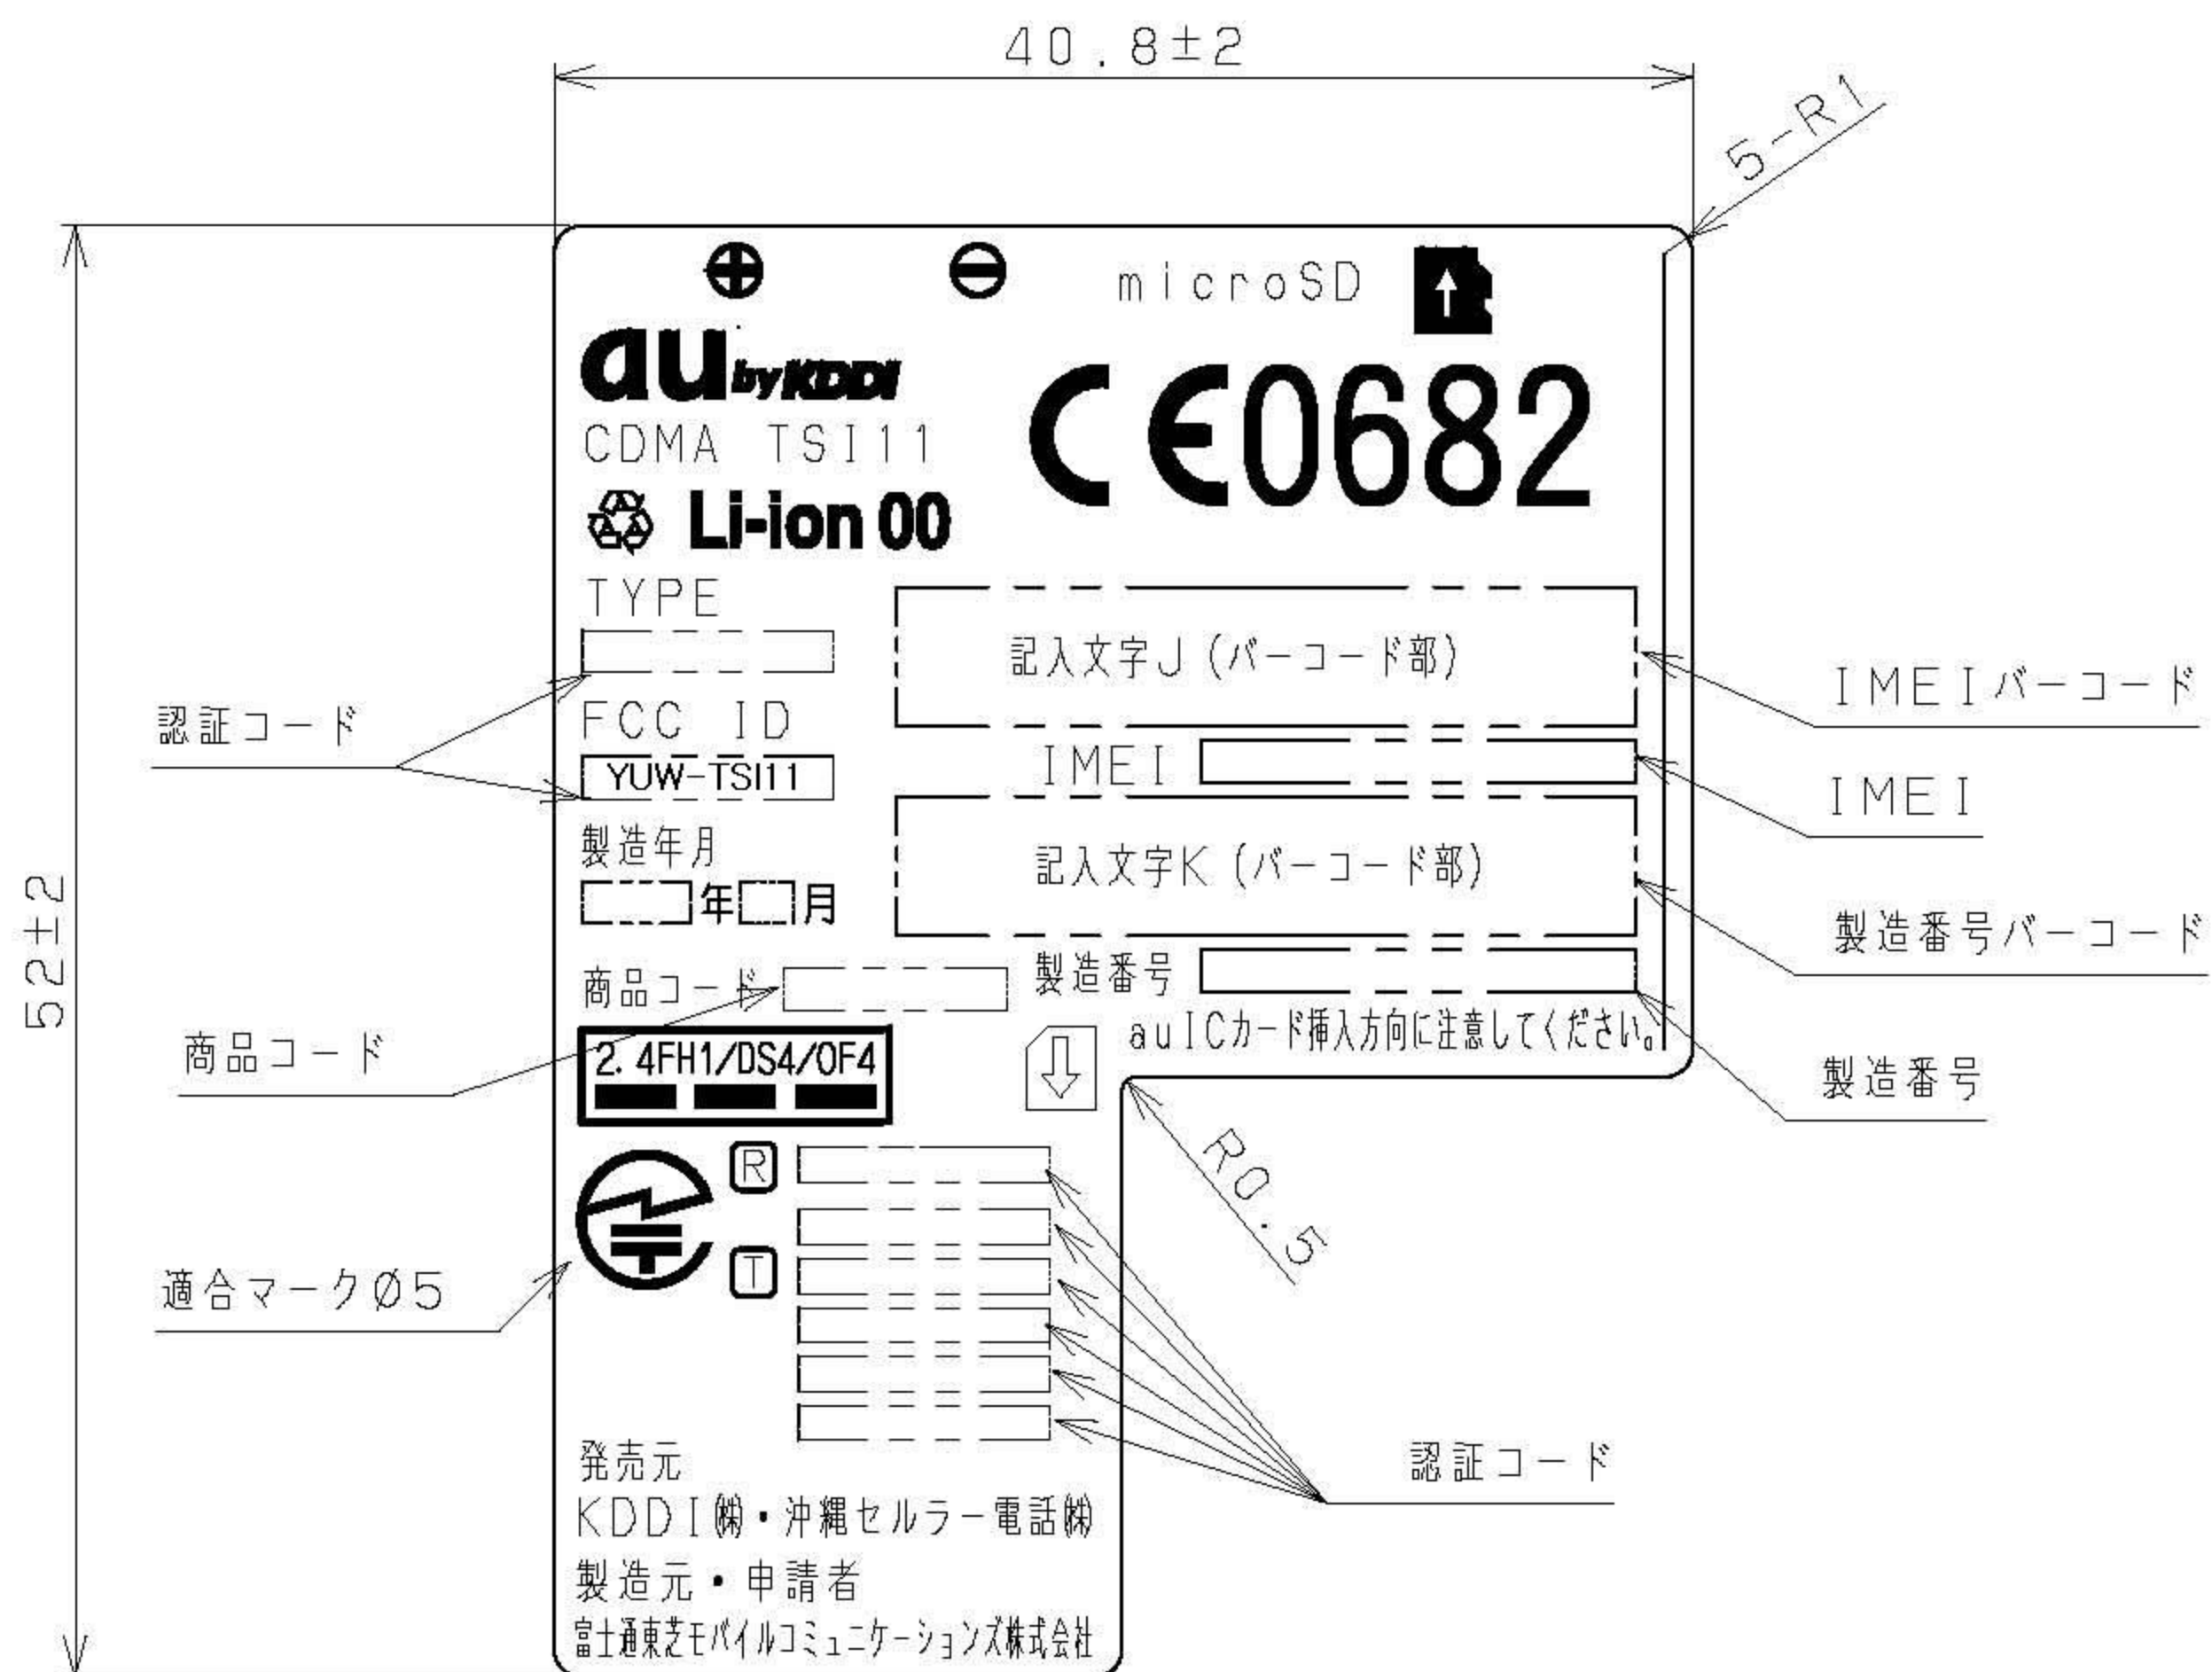 40.8±2
5-R1
52±2
microSD
au by KDDI
CE0682
CDMA TSI11
Li-ion 00
TYPE
記入文字J(バーコード部)
IMEIバーコード
認証コード
FCC ID
YUW-TSI11
IMEI
IMEI
製造年月
年 月
記入文字K(バーコード部)
製造番号バーコード
商品コード
製造番号
商品コード
auICカード挿入方向に注意してください。
製造番号
2.4FH1/DS4/OF4
R
T
R0.5
適合マークØ5
認証コード
発売元
KDDI㈱・沖縄セルラー電話㈱
製造元・申請者
富士通東芝モバイルコミュニケーションズ株式会社